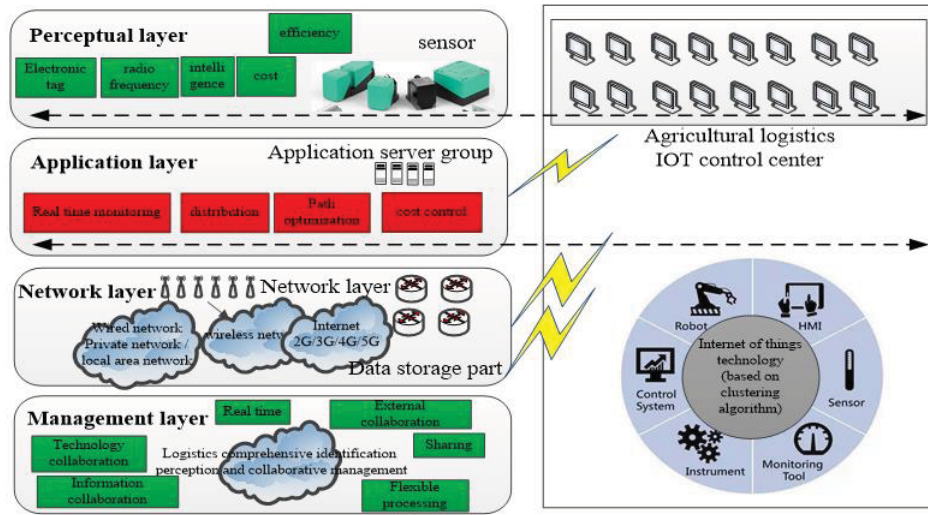 Perceptual layer
efficiency
sensor
Electronic
tag
radio
frequency
intelli
gence
cost
Agricultural logistics
IOT control center
Application layer
Application server group
Real time monitoring
distribution
Path
optimization
cost control
Network layer
Network layer
Wired network
Private network /
local area network
wireless netw
Internet
2G/3G/4G/5G
Data storage part
Robot
HMI
Control
System
Internet of things
technology
(based on
clustering
algorithm)
Sensor
Instrument
Monitoring
Tool
Management layer
Real time
External
collaboration
Technology
collaboration
Sharing
Logistics comprehensive identification
perception and collaborative management
Information
collaboration
Flexible
processing